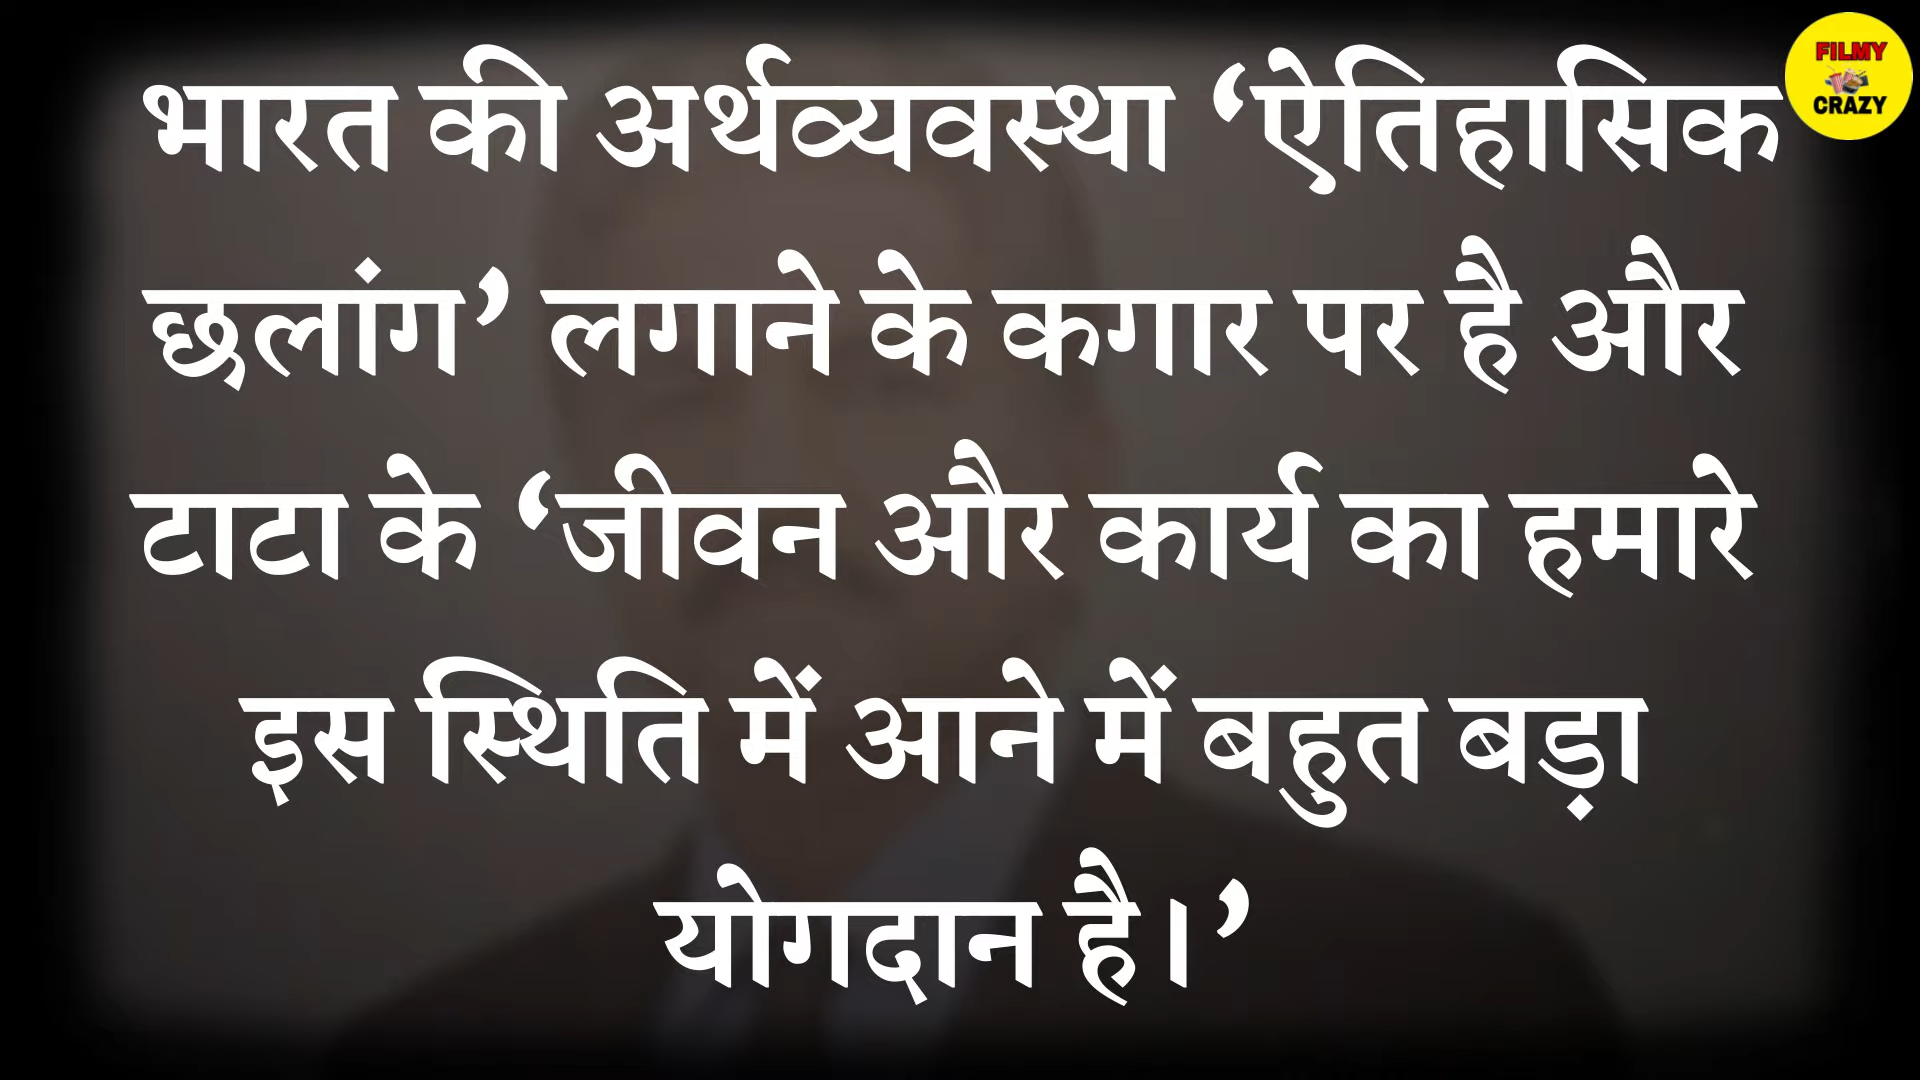 भारत की अर्थव्यवस्था ‘ऐतिहासिक
छलांग’ लगाने के कगार पर है और
टाटा के ‘जीवन और कार्य का हमारे
इस स्थिति में आने में बहुत बड़ा
योगदान है।’
FILMY
CRAZY